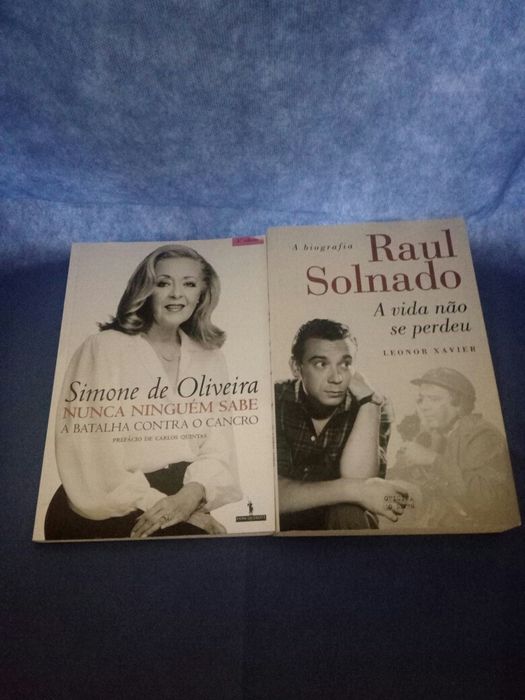 Simone de Oliveira
NUNCA NINGUÉM SABE
A BATALHA CONTRA O CANCRO
PREFÁCIO DE CARLOS QUINTAS
A biografia
Raul
Solnado
A vida não
se perdeu
LEONOR XAVIER